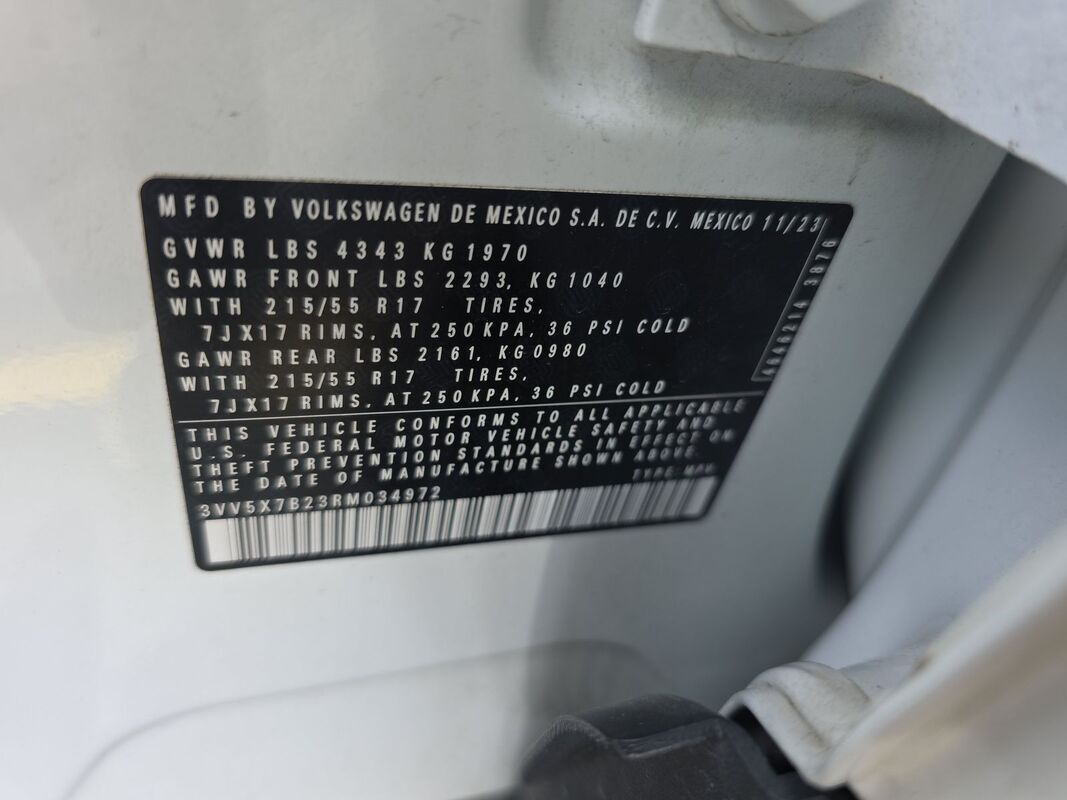 MFD BY VOLKSWAGEN DE MEXICO S.A. DE C.V. MEXICO 11/23
GVWR LBS 4343 KG 1970
GAWR FRONT LBS 2293, KG 1040
WITH 215/55 R17 TIRES,
7JX17 RIMS, AT 250 KPA, 36 PSI COLD
GAWR REAR LBS 2161, KG 0980
WITH 215/55 R17 TIRES,
7JX17 RIMS, AT 250 KPA, 36 PSI COLD
THIS VEHICLE CONFORMS TO ALL APPLICABLE
U.S. FEDERAL MOTOR VEHICLE SAFETY AND
THEFT PREVENTION STANDARDS IN EFFECT ON
THE DATE OF MANUFACTURE SHOWN ABOVE.
TYPE: MPV
3VV5X7B23RM034972
3876